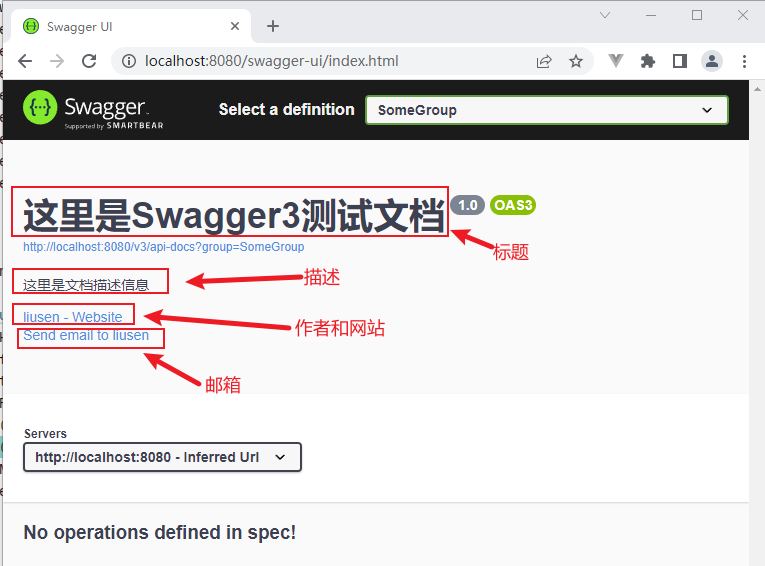 Swagger UI
localhost:8080/swagger-ui/index.html
Swagger
Supported by SMARTBEAR
Select a definition
SomeGroup
这里是Swagger3测试文档 1.0 OAS3
http://localhost:8080/v3/api-docs?group=SomeGroup
标题
这里是文档描述信息
描述
liusen - Website
作者和网站
Send email to liusen
邮箱
Servers
http://localhost:8080 - Inferred Url
No operations defined in spec!